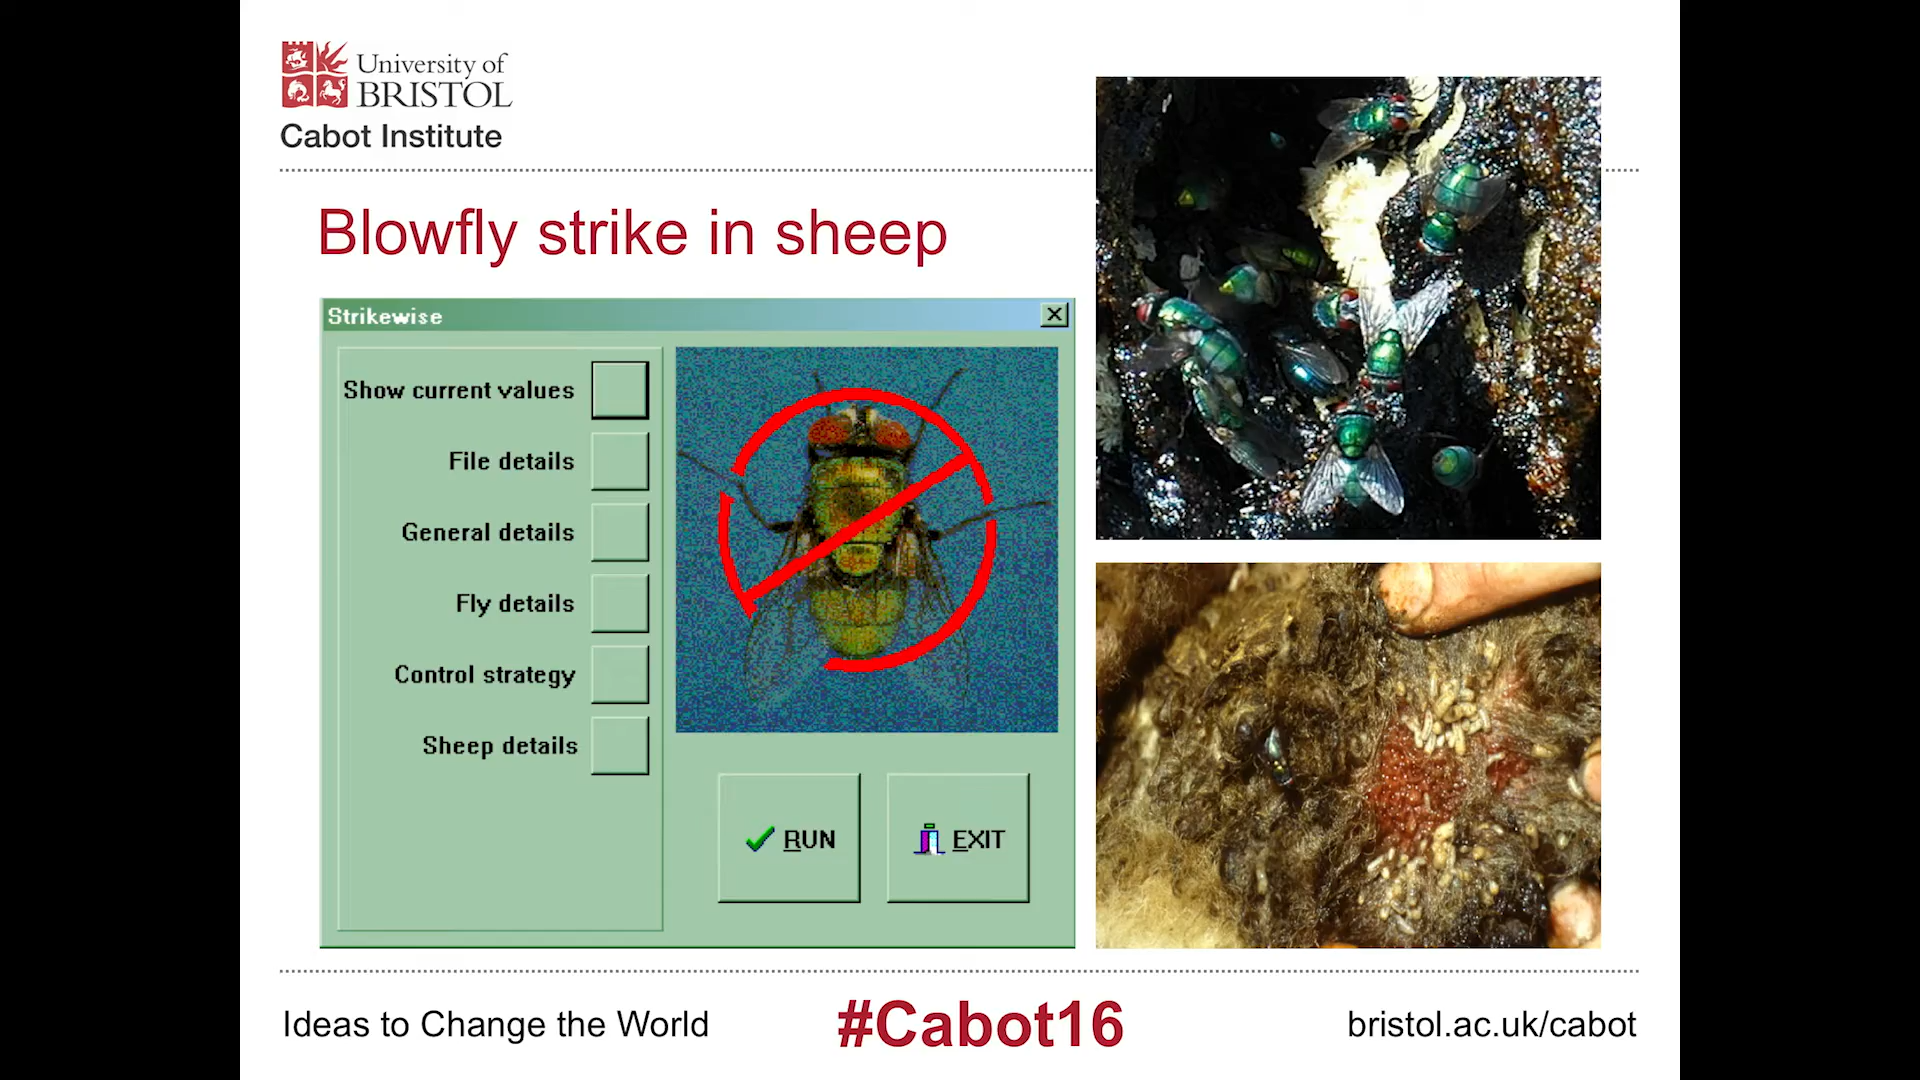 University of
BRISTOL
Cabot Institute
Blowfly strike in sheep
Strikewise
Show current values
File details
General details
Fly details
Control strategy
Sheep details
RUN
EXIT
Ideas to Change the World
#Cabot16
bristol.ac.uk/cabot